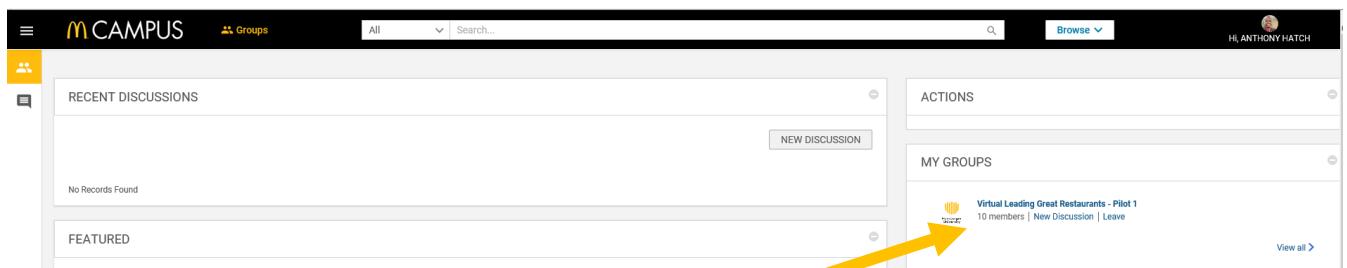 CAMPUS
Groups
All
Search...
Browse
Hi, ANTHONY HATCH
RECENT DISCUSSIONS
NEW DISCUSSION
No Records Found
FEATURED
ACTIONS
MY GROUPS
Virtual Leading Great Restaurants - Pilot 1
10 members | New Discussion | Leave
View all